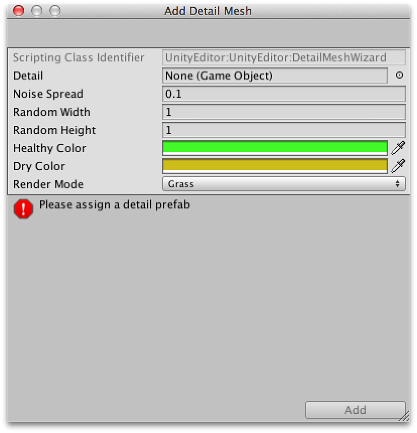 Add Detail Mesh
Scripting Class Identifier UnityEditor:UnityEditor:DetailMeshWizard
Detail None (Game Object)
Noise Spread 0.1
Random Width 1
Random Height 1
Healthy Color
Dry Color
Render Mode Grass
Please assign a detail prefab
Add